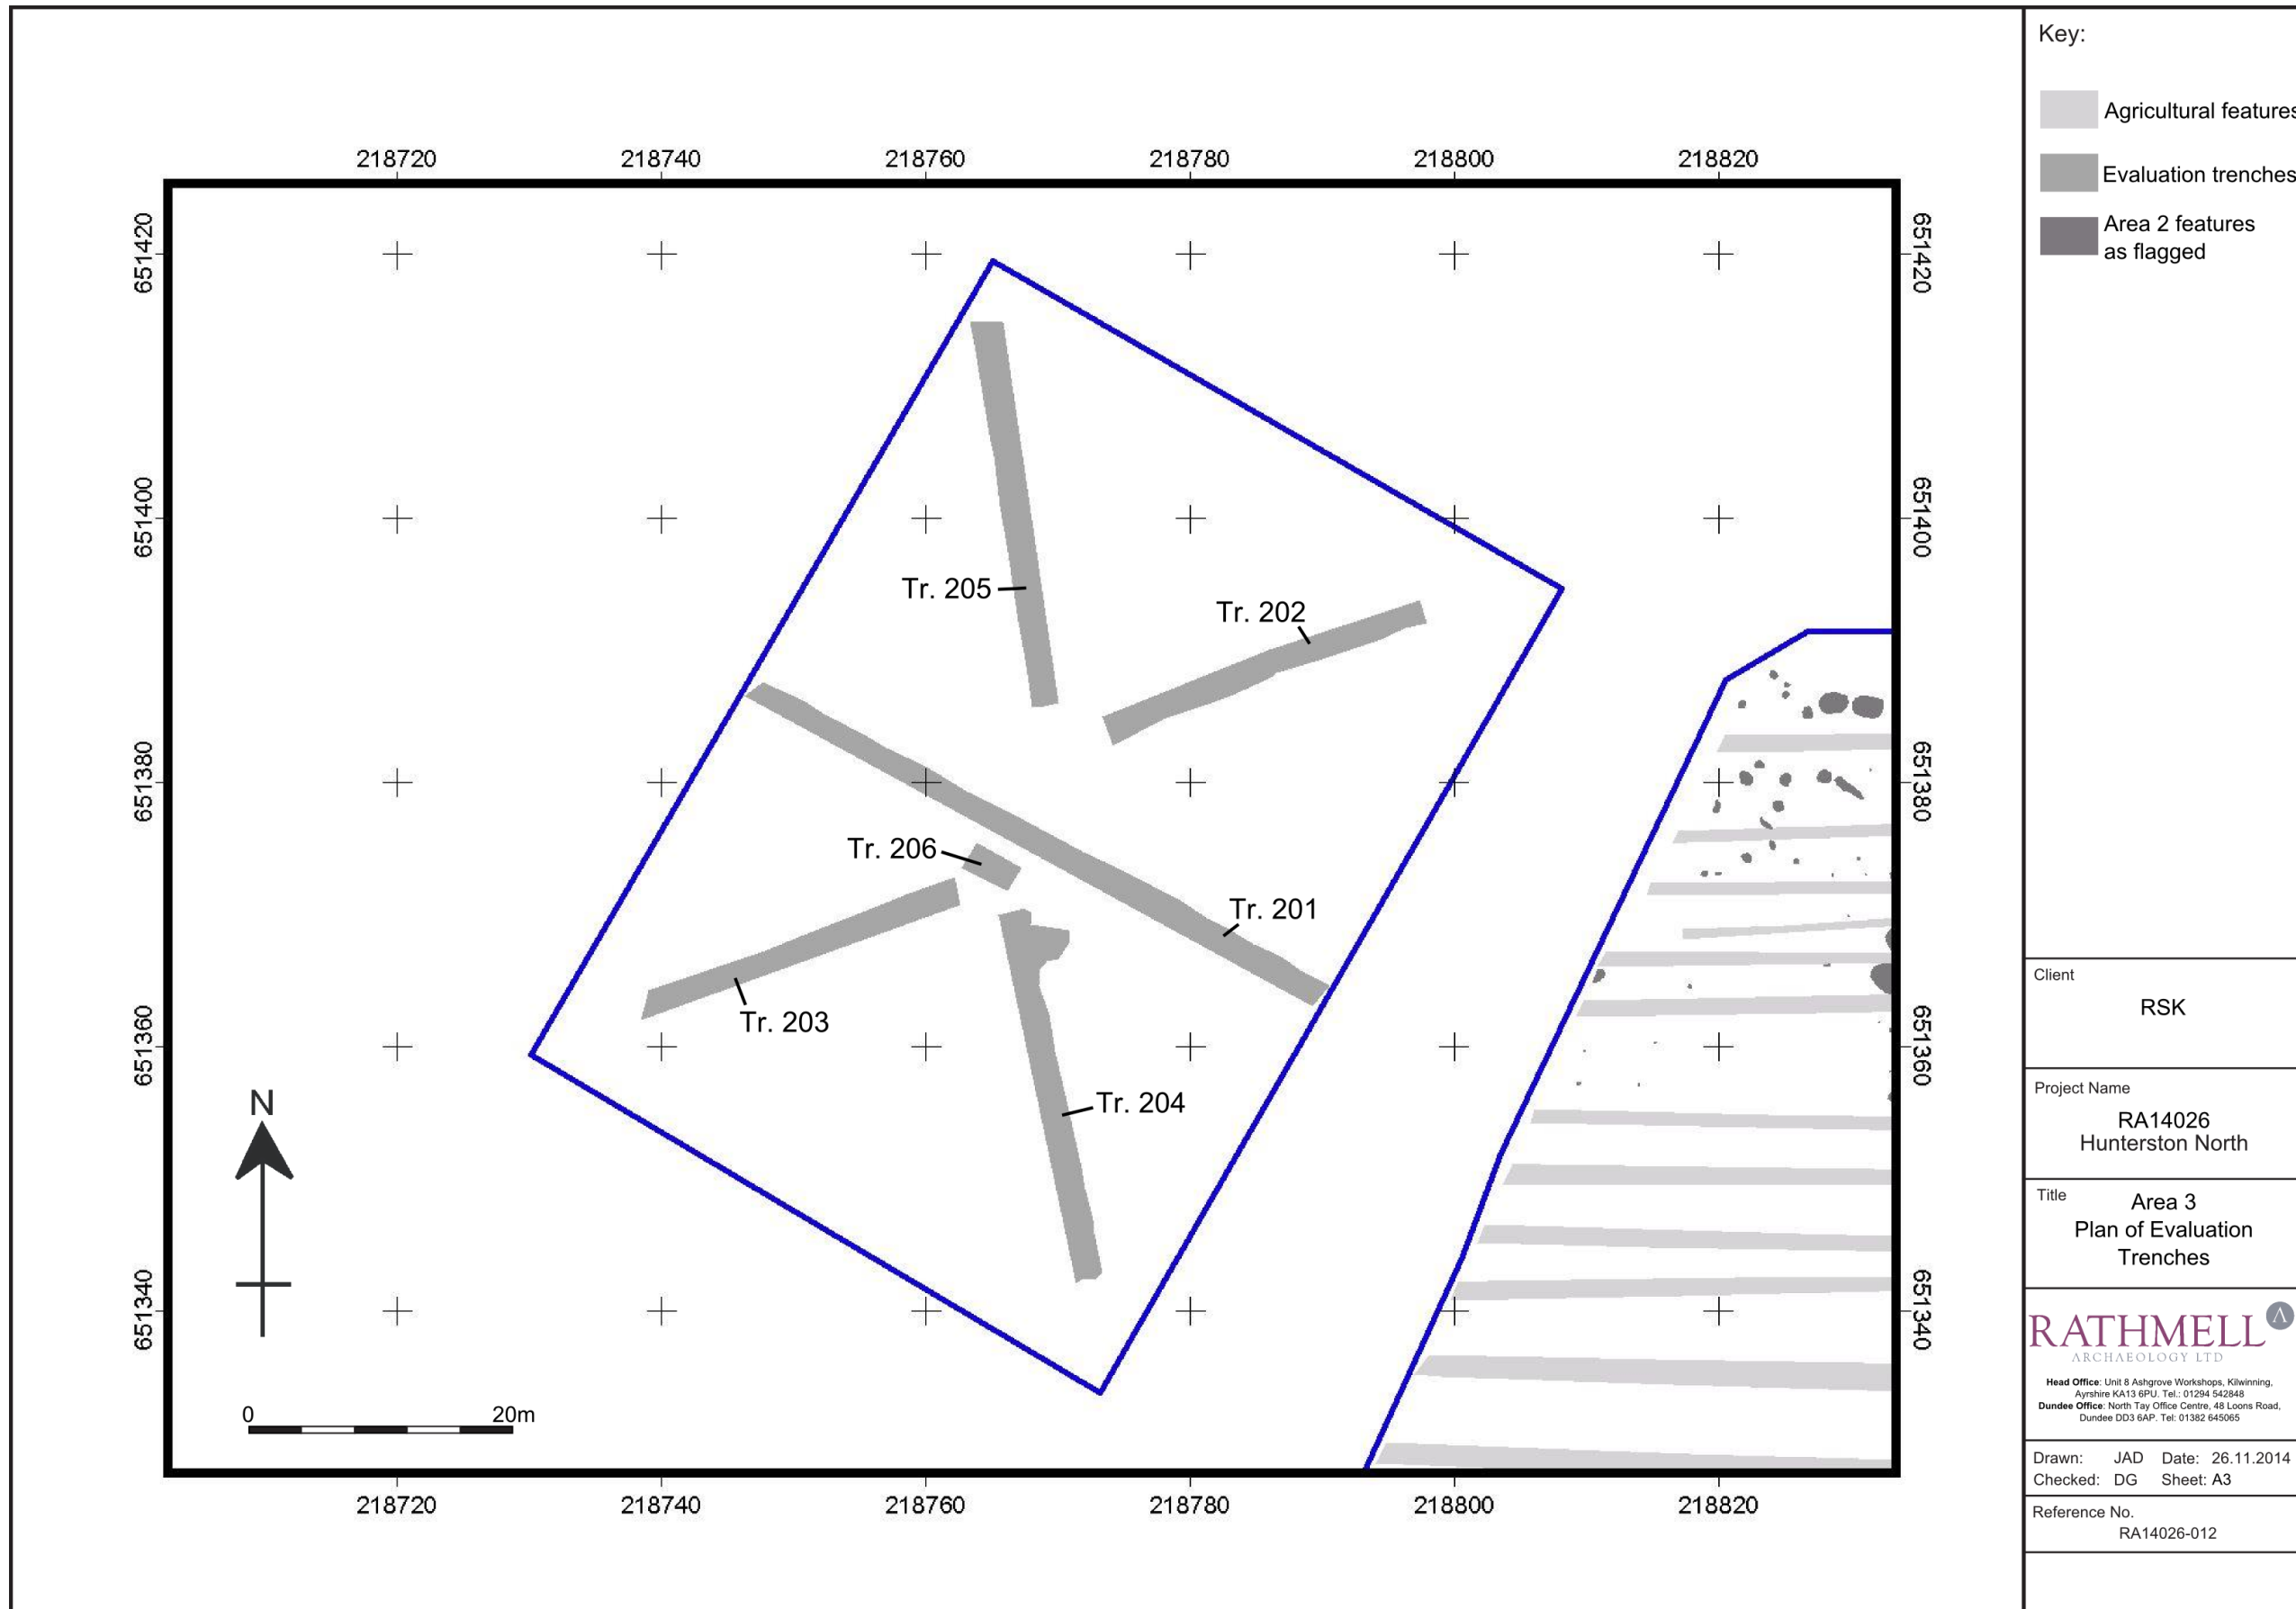 218720 218740 218760 218780 218800 218820
651420
651400
651380
651360
651340
651420
651400
651380
651360
651340
Tr. 205
Tr. 202
Tr. 206
Tr. 201
Tr. 203
Tr. 204
N
0 20m
218720 218740 218760 218780 218800 218820
Key:
Agricultural features
Evaluation trenches
Area 2 features
as flagged
Client
RSK
Project Name
RA14026
Hunterston North
Title
Area 3
Plan of Evaluation
Trenches
RATHMELL
ARCHAEOLOGY LTD
Head Office: Unit 8 Ashgrove Workshops, Kilwinning,
Ayrshire KA13 6PU. Tel.: 01294 542848
Dundee Office: North Tay Office Centre, 48 Loons Road,
Dundee DD3 6AP. Tel: 01382 645065
Drawn: JAD Date: 26.11.2014
Checked: DG Sheet: A3
Reference No.
RA14026-012